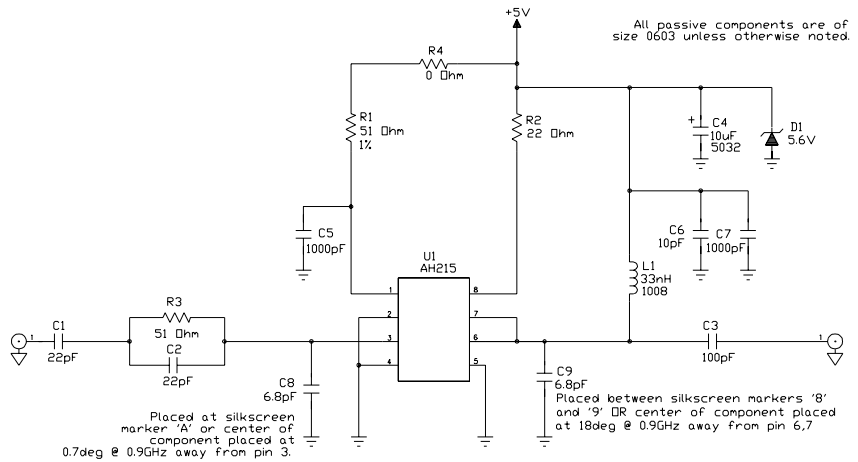 +5V
All passive components are of
size 0603 unless otherwise noted.
R4
0 Ohm
R1
51 Ohm
1%
R2
22 Ohm
+
C4
10uF
5032
D1
5.6V
C5
1000pF
C6
10pF
C7
1000pF
U1
AH215
L1
33nH
1008
1
8
2
7
3
6
4
5
R3
51 Ohm
C1
22pF
C2
22pF
1
C3
100pF
1
C8
6.8pF
C9
6.8pF
Placed at silkscreen
marker 'A' or center of
component placed at
0.7deg @ 0.9GHz away from pin 3.
Placed between silkscreen markers '8'
and '9' OR center of component placed
at 18deg @ 0.9GHz away from pin 6,7